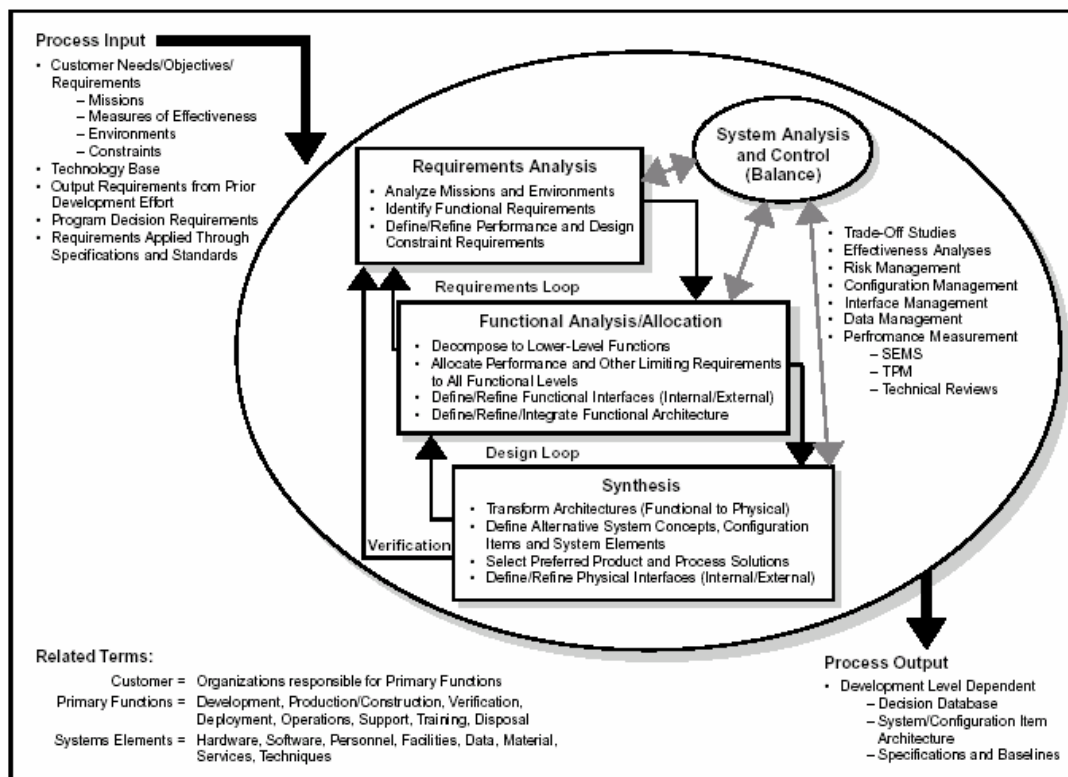 Process Input
• Customer Needs/Objectives/
Requirements
– Missions
– Measures of Effectiveness
– Environments
– Constraints
• Technology Base
• Output Requirements from Prior
Development Effort
• Program Decision Requirements
• Requirements Applied Through
Specifications and Standards
System Analysis
and Control
(Balance)
Requirements Analysis
• Analyze Missions and Environments
• Identify Functional Requirements
• Define/Refine Performance and Design
Constraint Requirements
• Trade-Off Studies
• Effectiveness Analyses
• Risk Management
• Configuration Management
• Interface Management
• Data Management
• Perfromance Measurement
– SEMS
– TPM
– Technical Reviews
Requirements Loop
Functional Analysis/Allocation
• Decompose to Lower-Level Functions
• Allocate Performance and Other Limiting Requirements
to All Functional Levels
• Define/Refine Functional Interfaces (Internal/External)
• Define/Refine/Integrate Functional Architecture
Design Loop
Synthesis
• Transform Architectures (Functional to Physical)
• Define Alternative System Concepts, Configuration
Items and System Elements
• Select Preferred Product and Process Solutions
• Define/Refine Physical Interfaces (Internal/External)
Verification
Related Terms:
Customer = Organizations responsible for Primary Functions
Primary Functions = Development, Production/Construction, Verification,
Deployment, Operations, Support, Training, Disposal
Systems Elements = Hardware, Software, Personnel, Facilities, Data, Material,
Services, Techniques
Process Output
• Development Level Dependent
– Decision Database
– System/Configuration Item
Architecture
– Specifications and Baselines